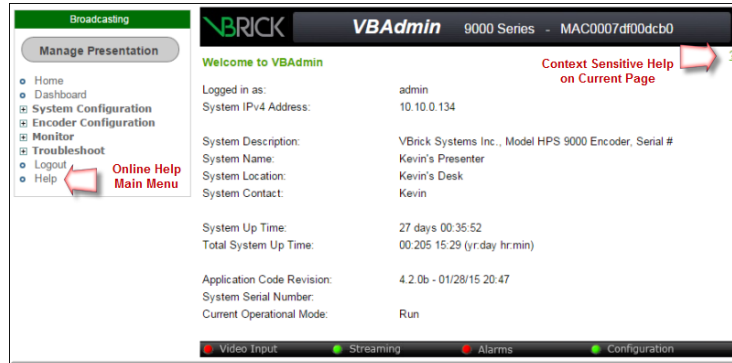 Broadcasting
Manage Presentation
Home
Dashboard
System Configuration
Encoder Configuration
Monitor
Troubleshoot
Logout
Help
Online Help
Main Menu
VBRICK
VBAdmin 9000 Series - MAC0007df00dcb0
Welcome to VBAdmin
Context Sensitive Help
on Current Page
Logged in as: admin
System IPv4 Address: 10.10.0.134
System Description: VBrick Systems Inc., Model HPS 9000 Encoder, Serial #
System Name: Kevin's Presenter
System Location: Kevin's Desk
System Contact: Kevin
System Up Time: 27 days 00:35:52
Total System Up Time: 00:205 15:29 (yr:day hr:min)
Application Code Revision: 4.2.0b - 01/28/15 20:47
System Serial Number:
Current Operational Mode: Run
Video Input Streaming Alarms Configuration